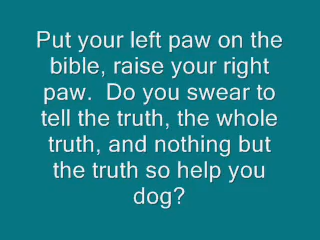 Put your left paw on the
bible, raise your right
paw.  Do you swear to
tell the truth, the whole
truth, and nothing but
the truth so help you
dog?